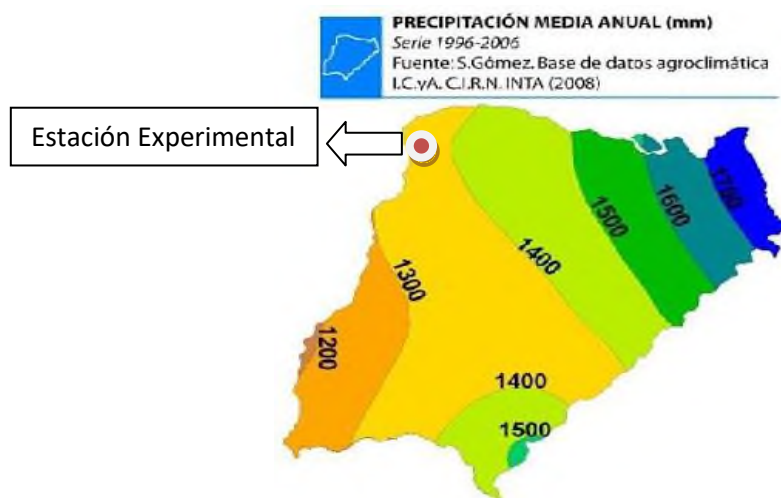 PRECIPITACIÓN MEDIA ANUAL (mm)
Serie 1996-2006
Fuente: S.Gómez. Base de datos agroclimática
I.C.yA. C.I.R.N. INTA (2008)
Estación Experimental
1700
1600
1500
1400
1300
1200
1400
1500